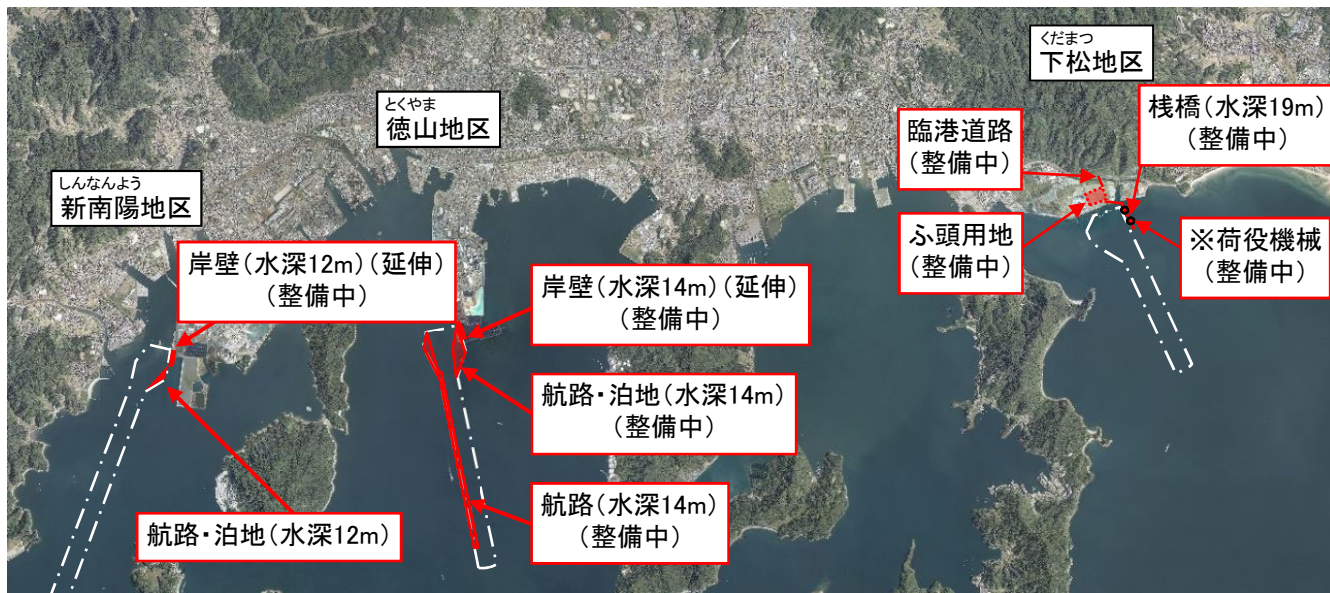 しんなんよう
新南陽地区
岸壁(水深12m)(延伸)
(整備中)
航路・泊地(水深12m)
とくやま
徳山地区
岸壁(水深14m)(延伸)
(整備中)
航路・泊地(水深14m)
(整備中)
航路(水深14m)
(整備中)
くだまつ
下松地区
臨港道路
(整備中)
ふ頭用地
(整備中)
桟橋(水深19m)
(整備中)
※荷役機械
(整備中)